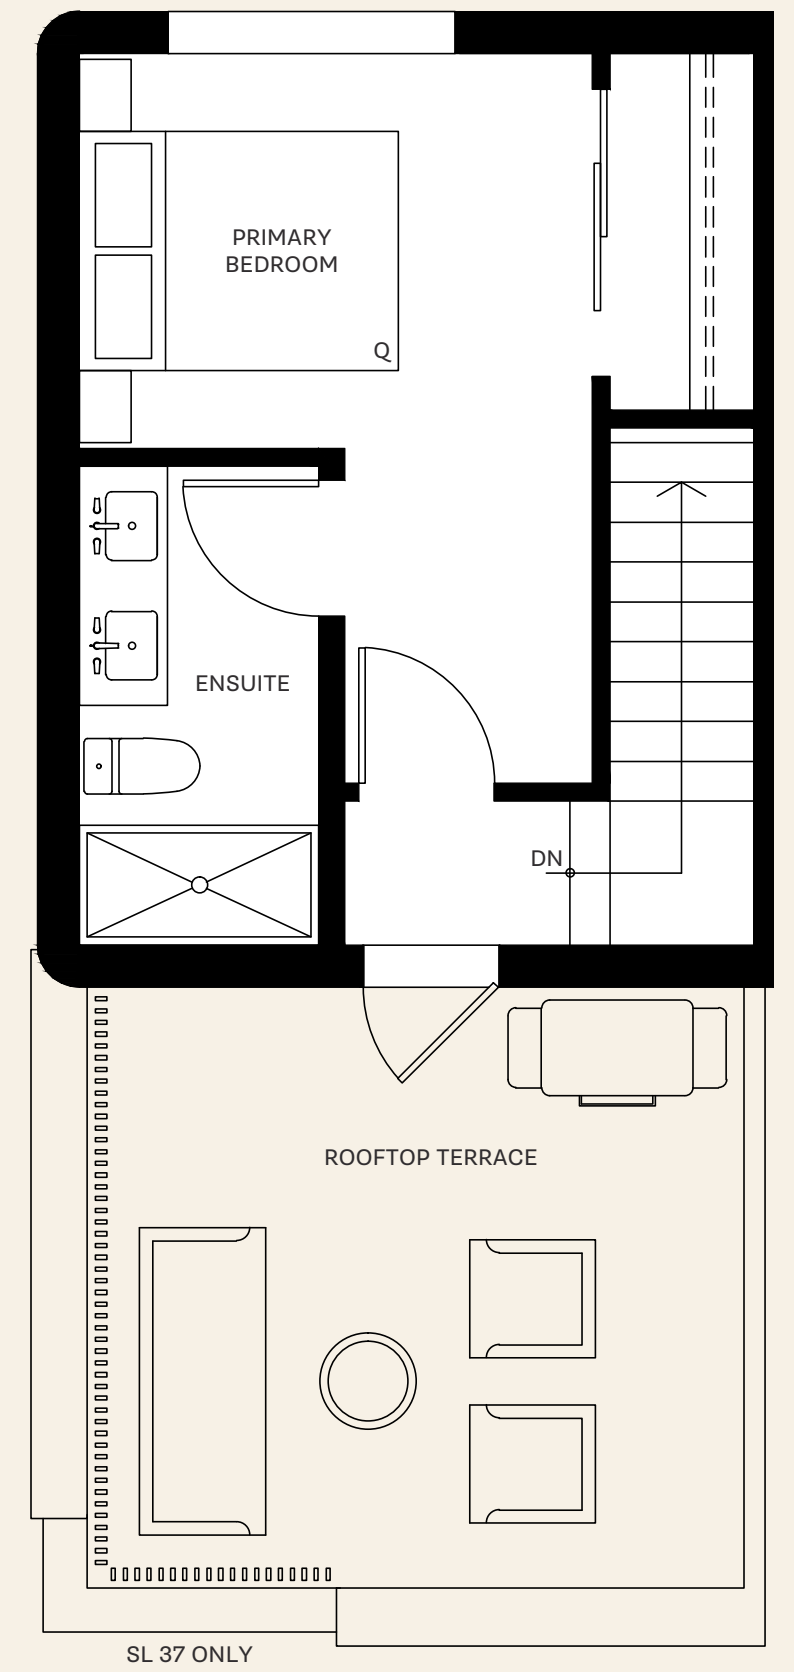 PRIMARY
BEDROOM
Q
ENSUITE
DN
ROOFTOP TERRACE
SL 37 ONLY